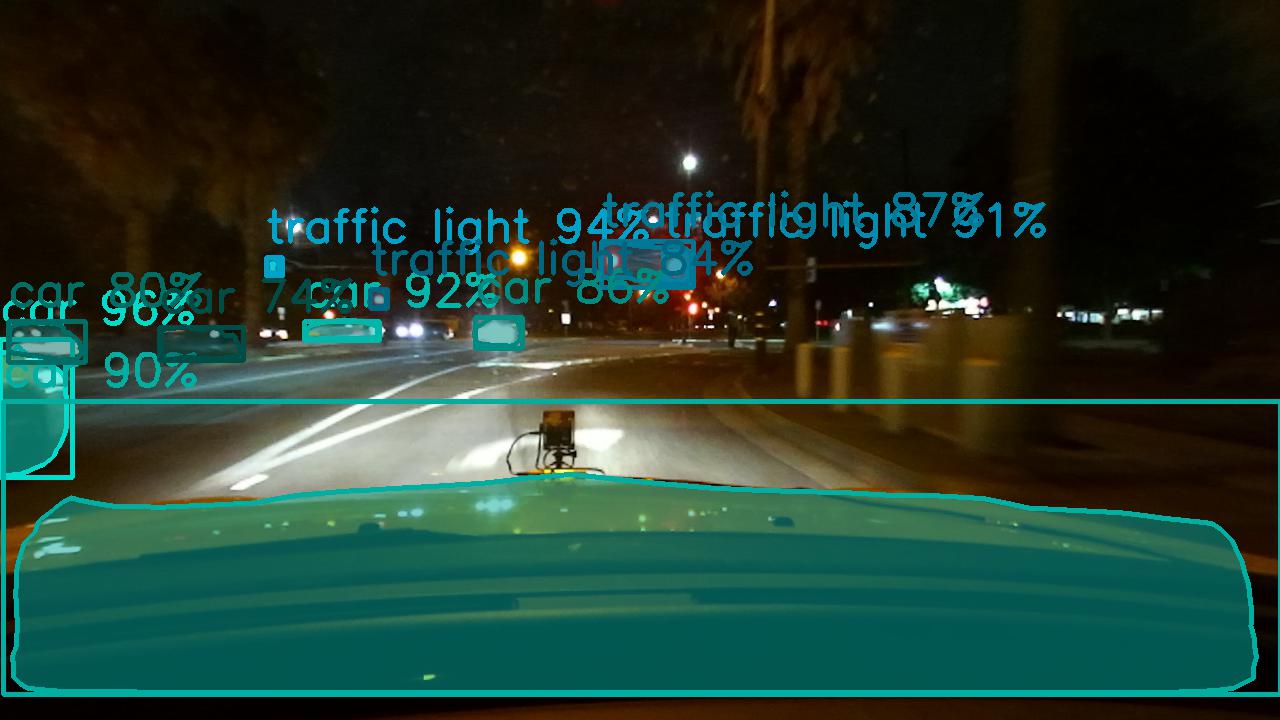 traffic light 87%
traffic light 94%
traffic light 91%
traffic light 84%
car 80%
car 74%
car 92%
car 86%
car 96%
car 90%